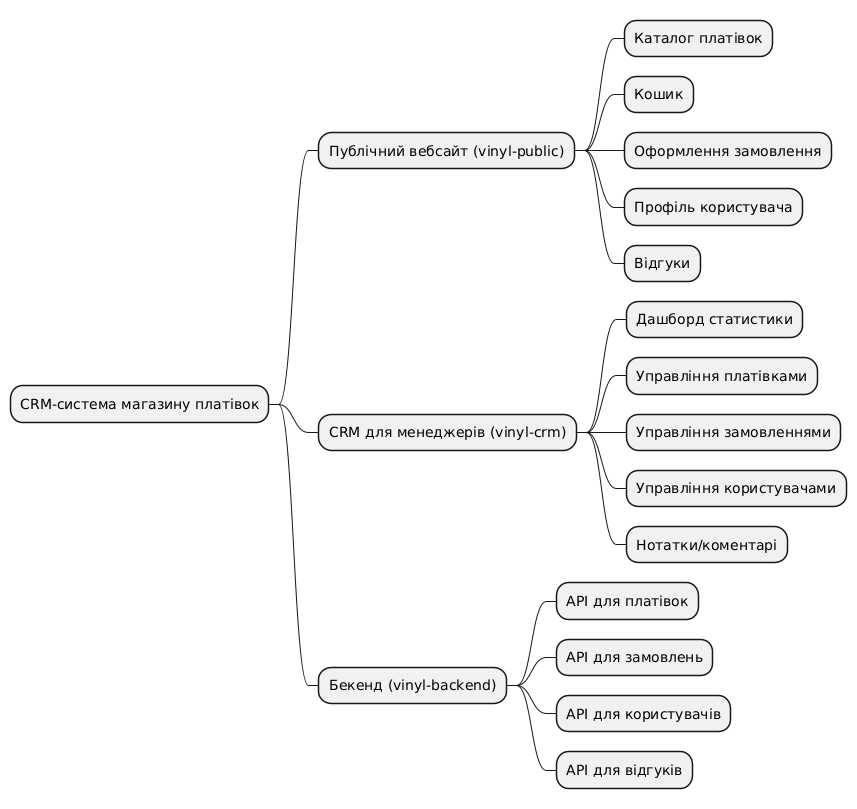 CRM-система магазину платівок
Публічний вебсайт (vinyl-public)
Каталог платівок
Кошик
Оформлення замовлення
Профіль користувача
Відгуки
CRM для менеджерів (vinyl-crm)
Дашборд статистики
Управління платівками
Управління замовленнями
Управління користувачами
Нотатки/коментарі
Бекенд (vinyl-backend)
API для платівок
API для замовлень
API для користувачів
API для відгуків